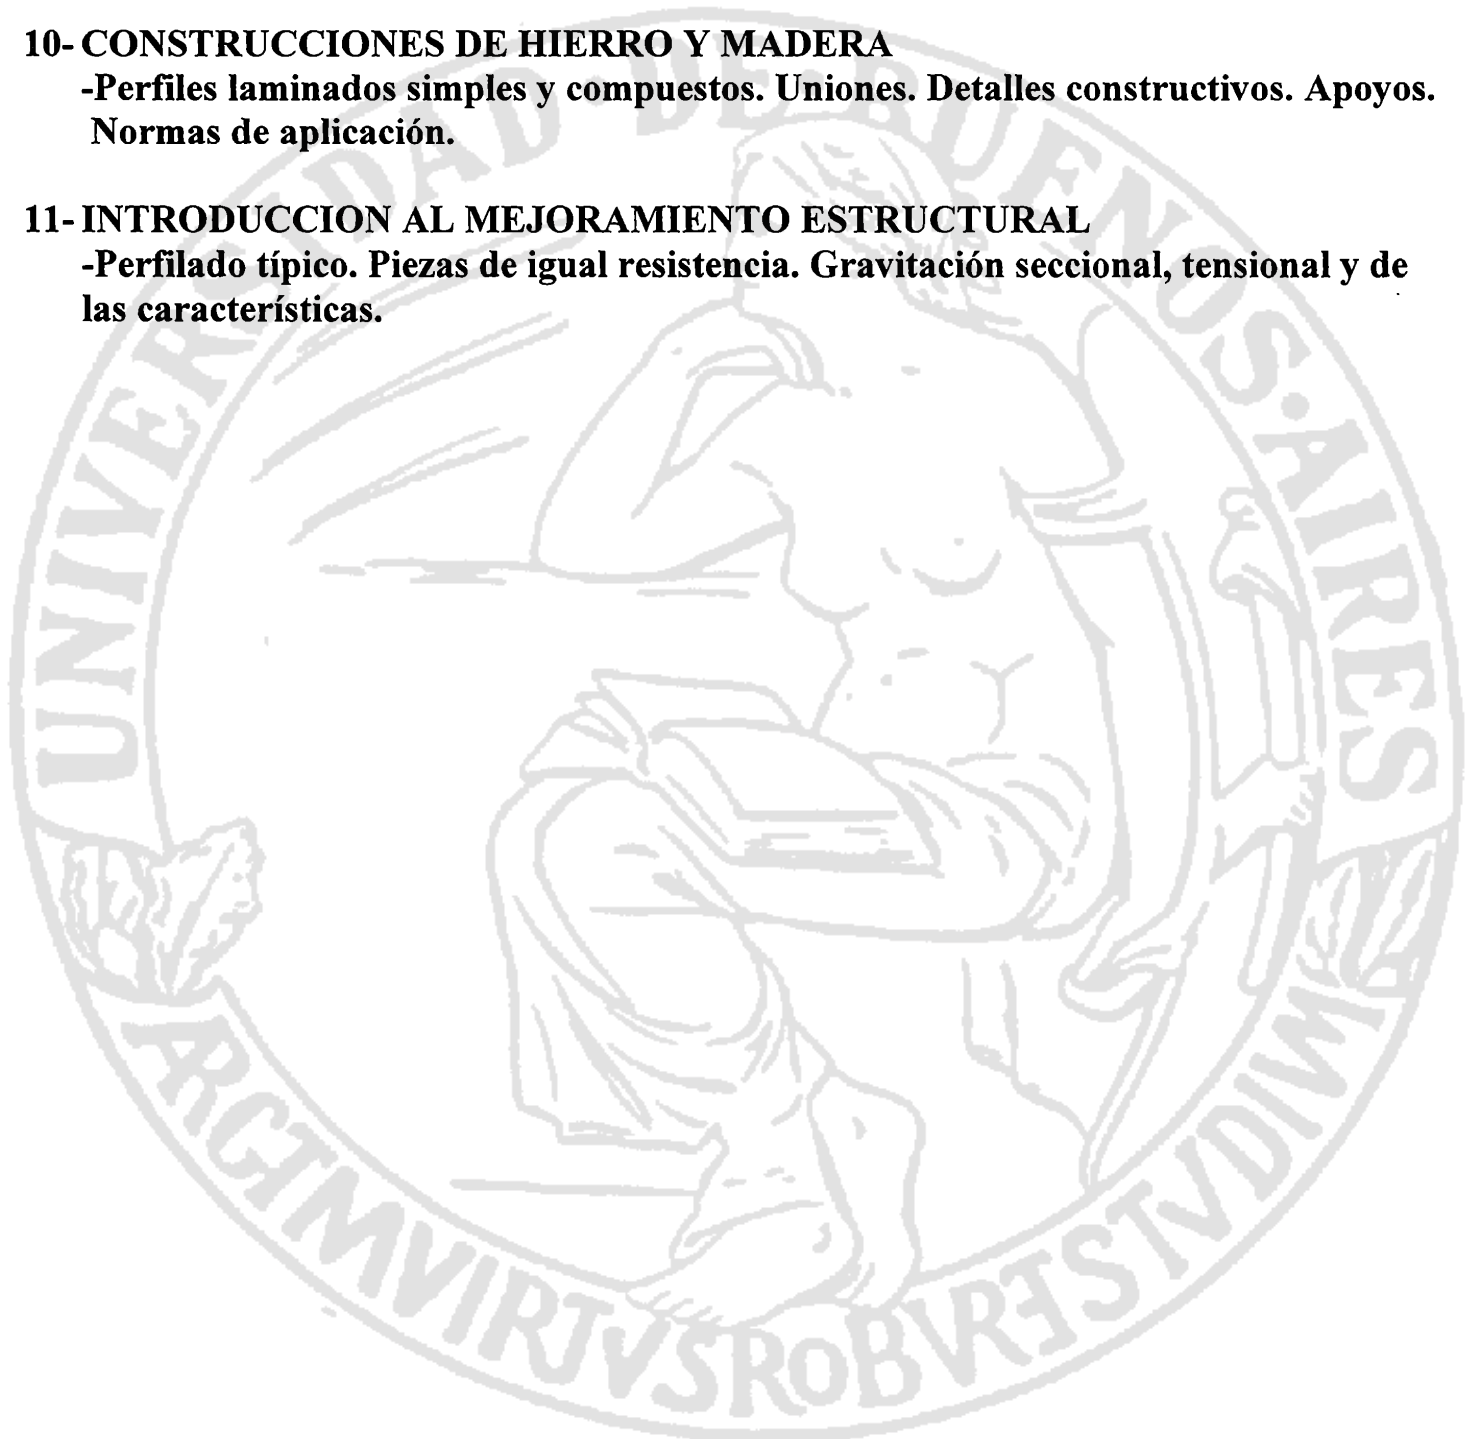 10- CONSTRUCCIONES DE HIERRO Y MADERA
-Perfiles laminados simples y compuestos. Uniones. Detalles constructivos. Apoyos.
Normas de aplicación.
11- INTRODUCCION AL MEJORAMIENTO ESTRUCTURAL
-Perfilado típico. Piezas de igual resistencia. Gravitación seccional, tensional y de
las características.
UNIVERSIDAD · DE · BUENOS · AIRES
ARGTMVIRTVSROBVRESTVDIVM